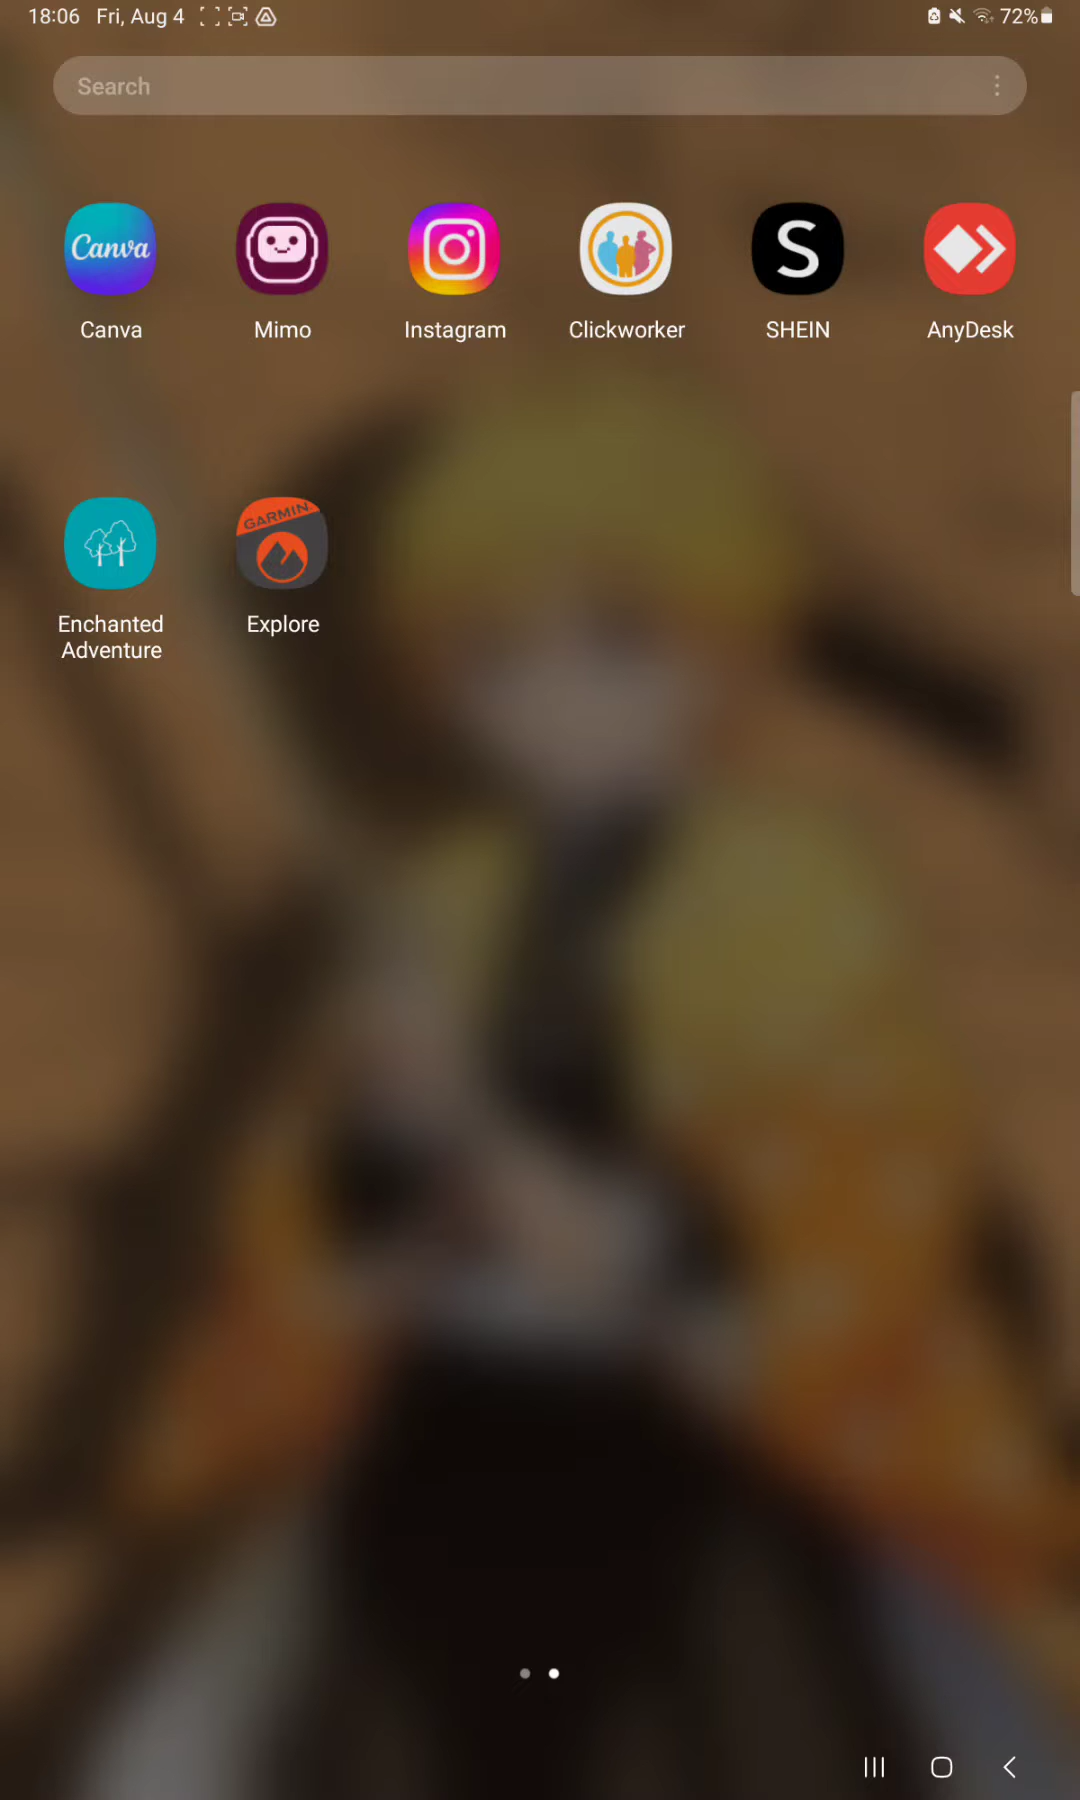 18:06 Fri, Aug 4 72%
Search
Canva
Canva
Mimo
Instagram
Clickworker
S
SHEIN
AnyDesk
Enchanted
Adventure
GARMIN
Explore